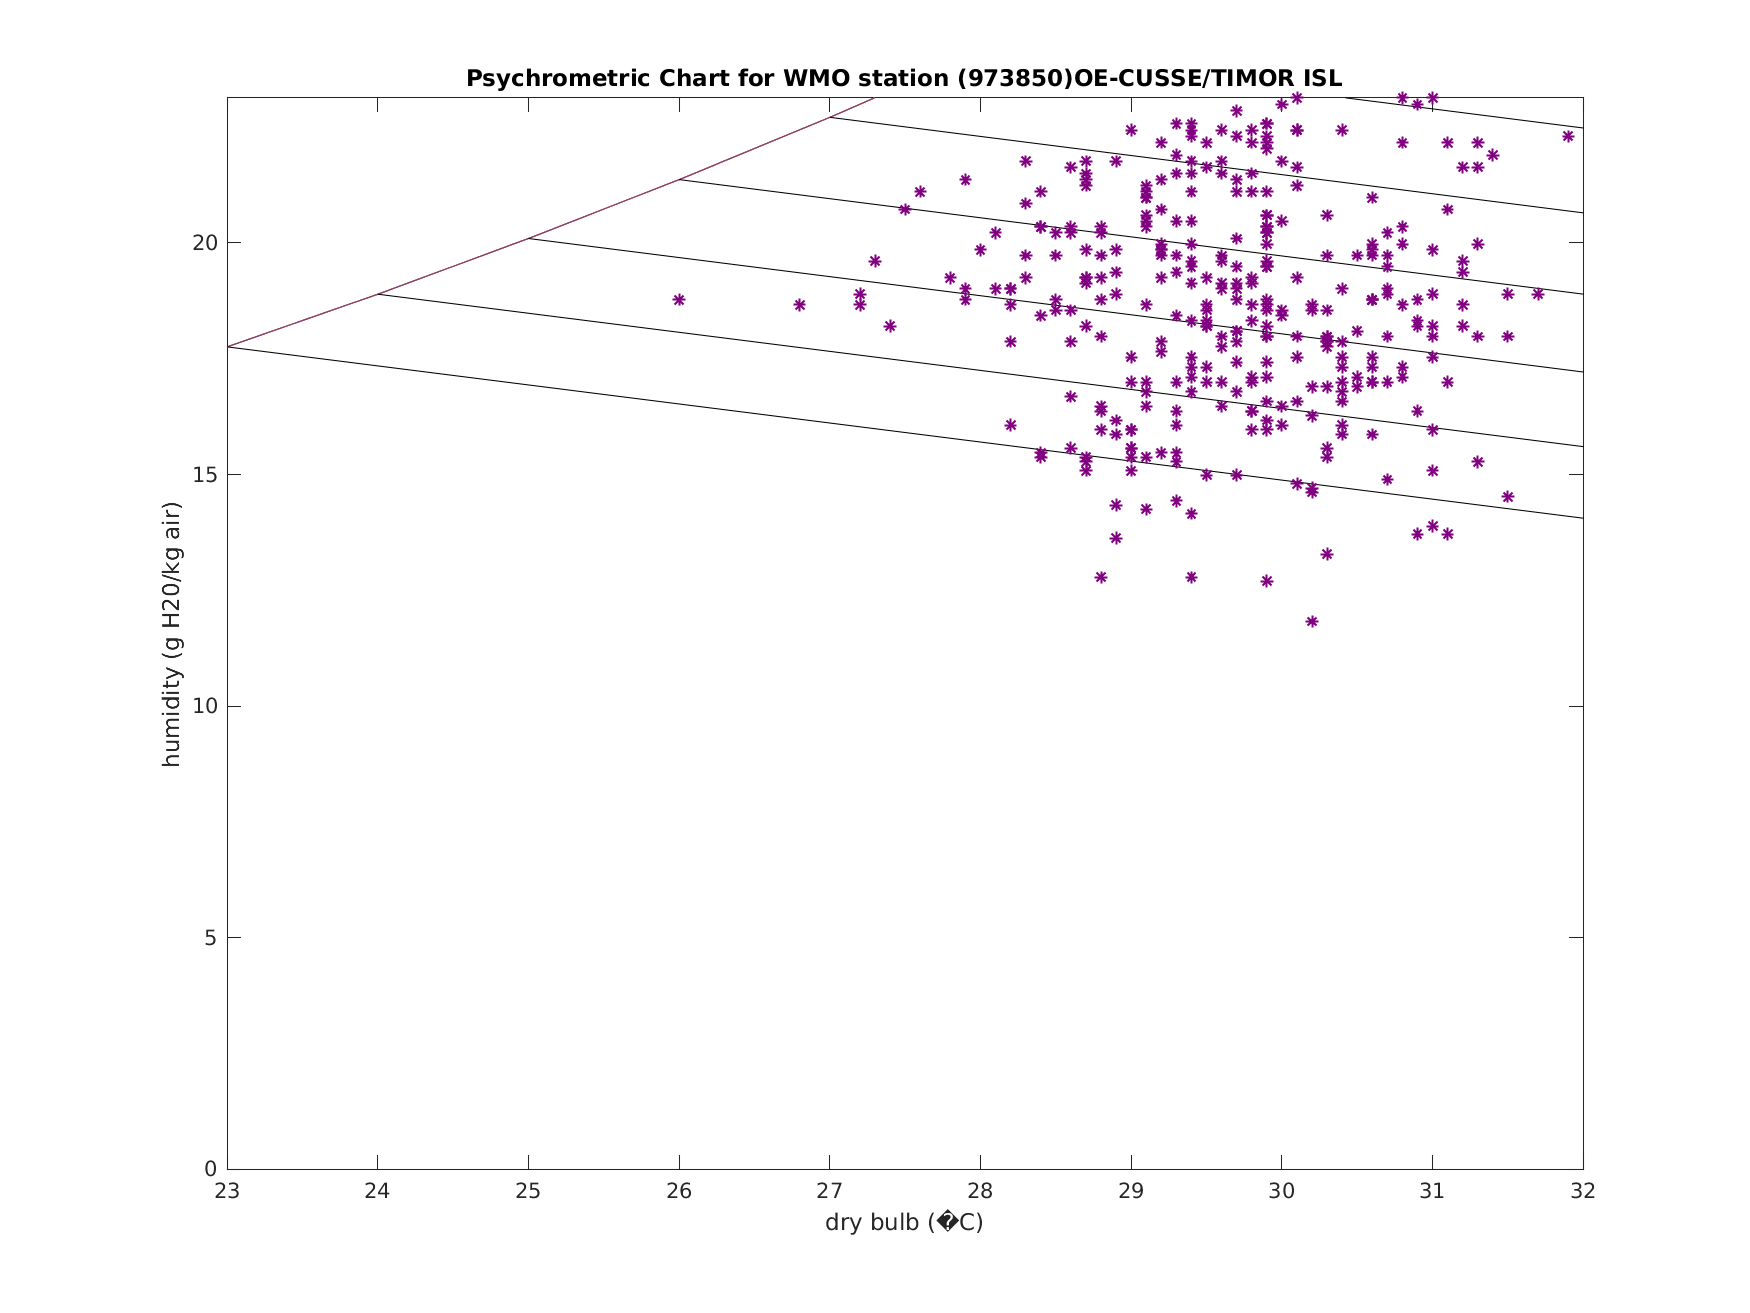 Psychrometric Chart for WMO station (973850)OE-CUSSE/TIMOR ISL
20
15
10
5
0
humidity (g H20/kg air)
23 24 25 26 27 28 29 30 31 32
dry bulb (�C)